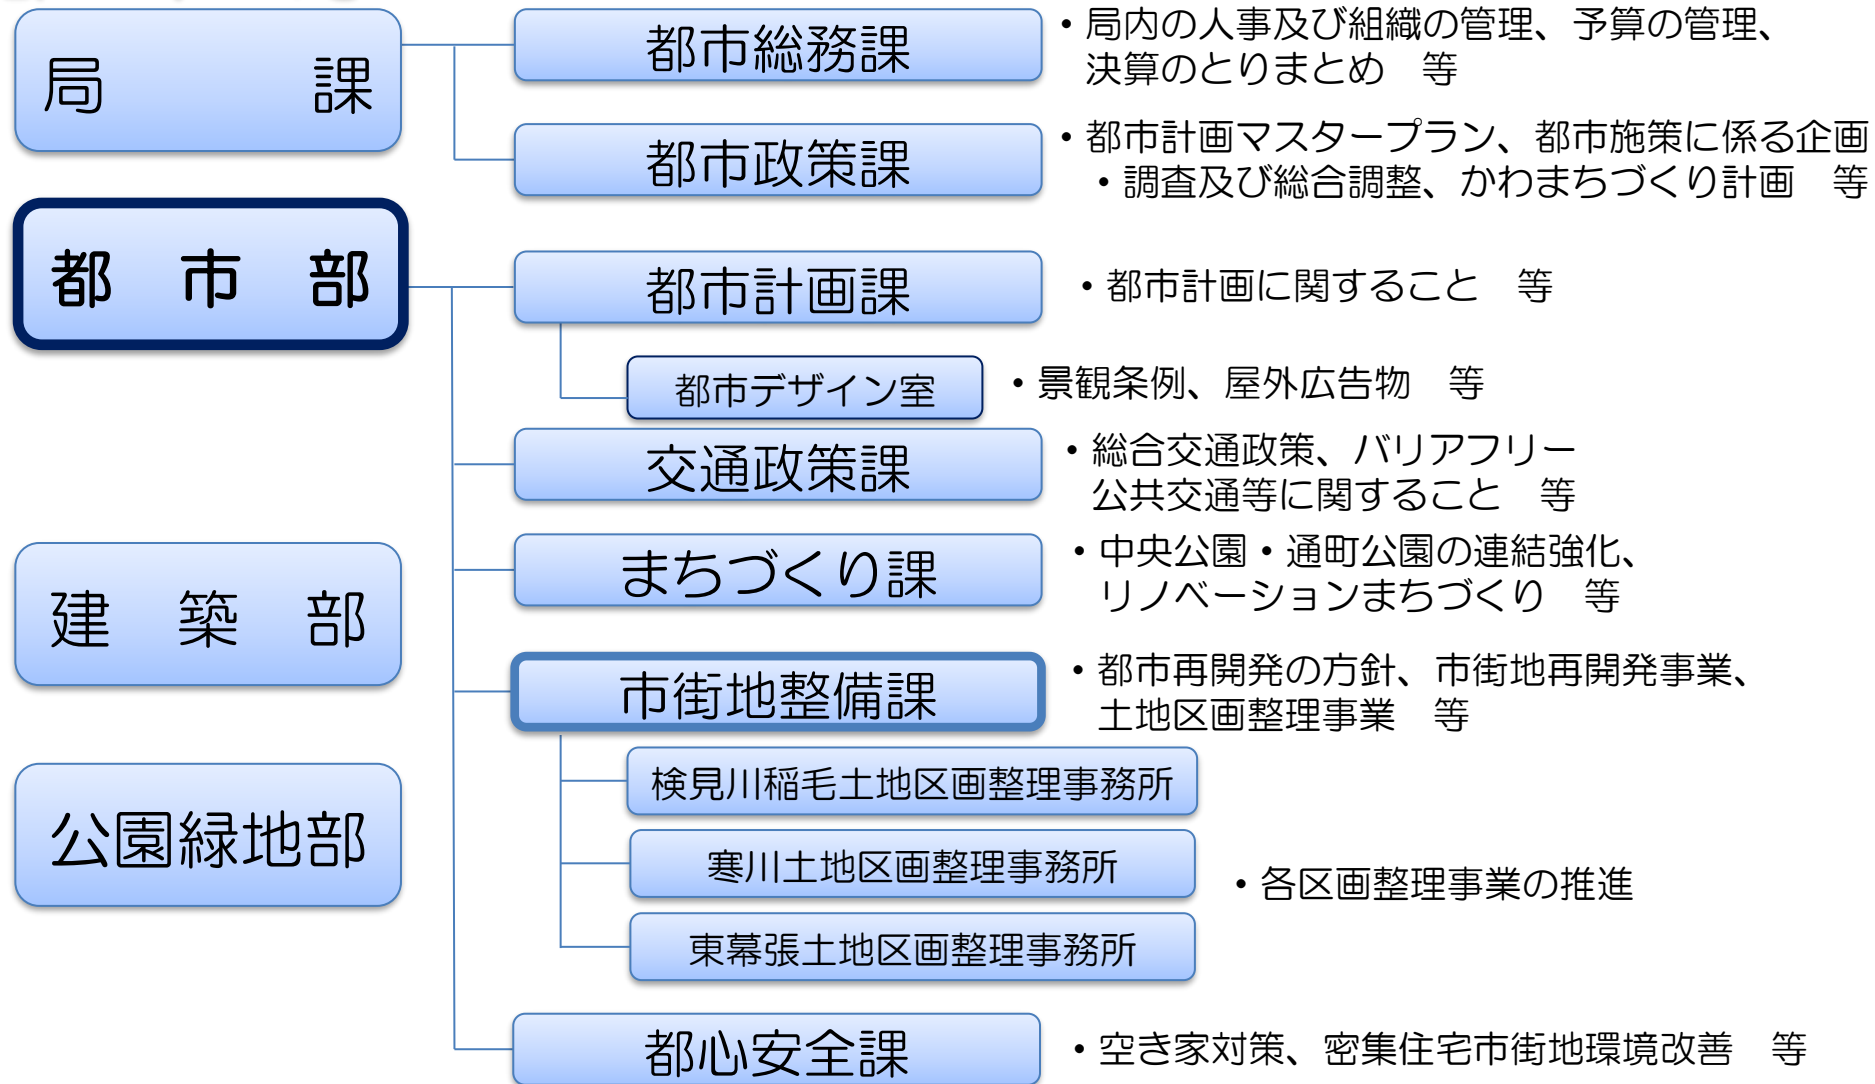 局　課
都市総務課
・局内の人事及び組織の管理、予算の管理、
決算のとりまとめ　等
都市政策課
・都市計画マスタープラン、都市施策に係る企画
・調査及び総合調整、かわまちづくり計画　等
都　市　部
都市計画課
・都市計画に関すること　等
都市デザイン室
・景観条例、屋外広告物　等
交通政策課
・総合交通政策、バリアフリー
公共交通等に関すること　等
まちづくり課
・中央公園・通町公園の連結強化、
リノベーションまちづくり　等
建　築　部
市街地整備課
・都市再開発の方針、市街地再開発事業、
土地区画整理事業　等
検見川稲毛土地区画整理事務所
公園緑地部
寒川土地区画整理事務所
・各区画整理事業の推進
東幕張土地区画整理事務所
都心安全課
・空き家対策、密集住宅市街地環境改善　等